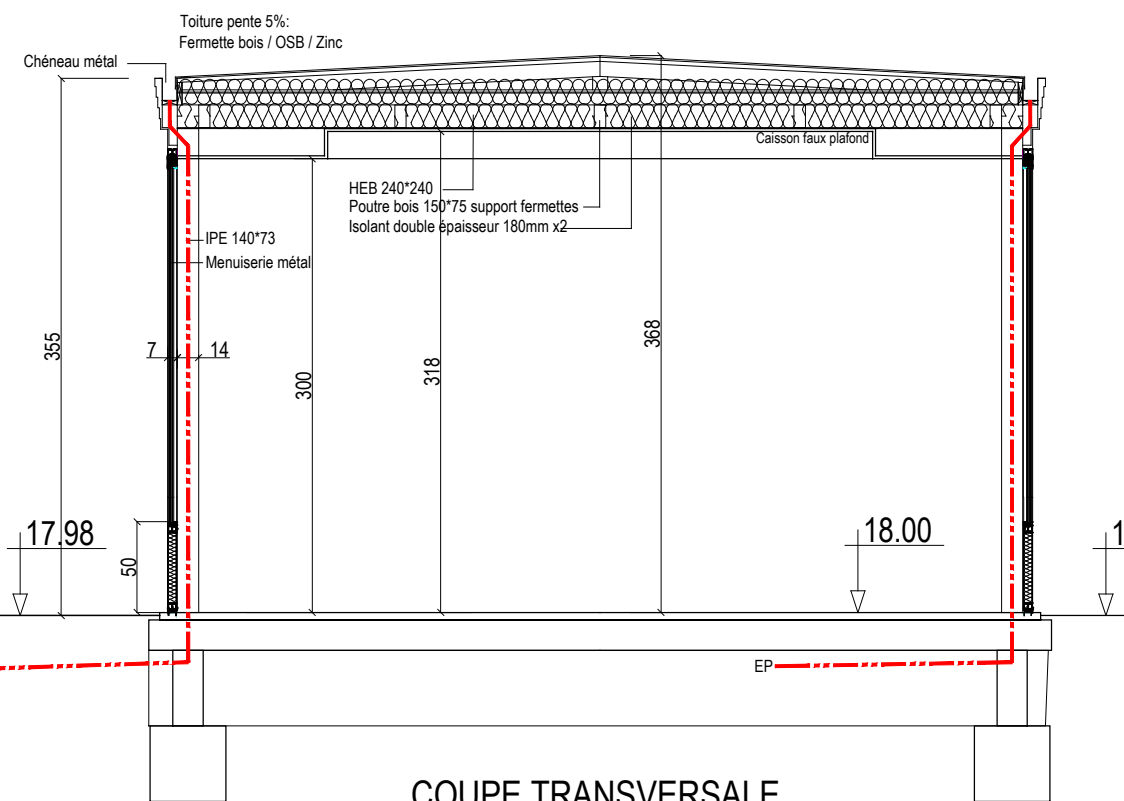 Toiture pente 5%:
Fermette bois / OSB / Zinc
Chéneau métal
Caisson faux plafond
HEB 240*240
Poutre bois 150*75 support fermettes
Isolant double épaisseur 180mm x2
IPE 140*73
Menuiserie métal
355
7
14
300
318
368
17.98
50
18.00
1
EP
COUPE TRANSVERSALE